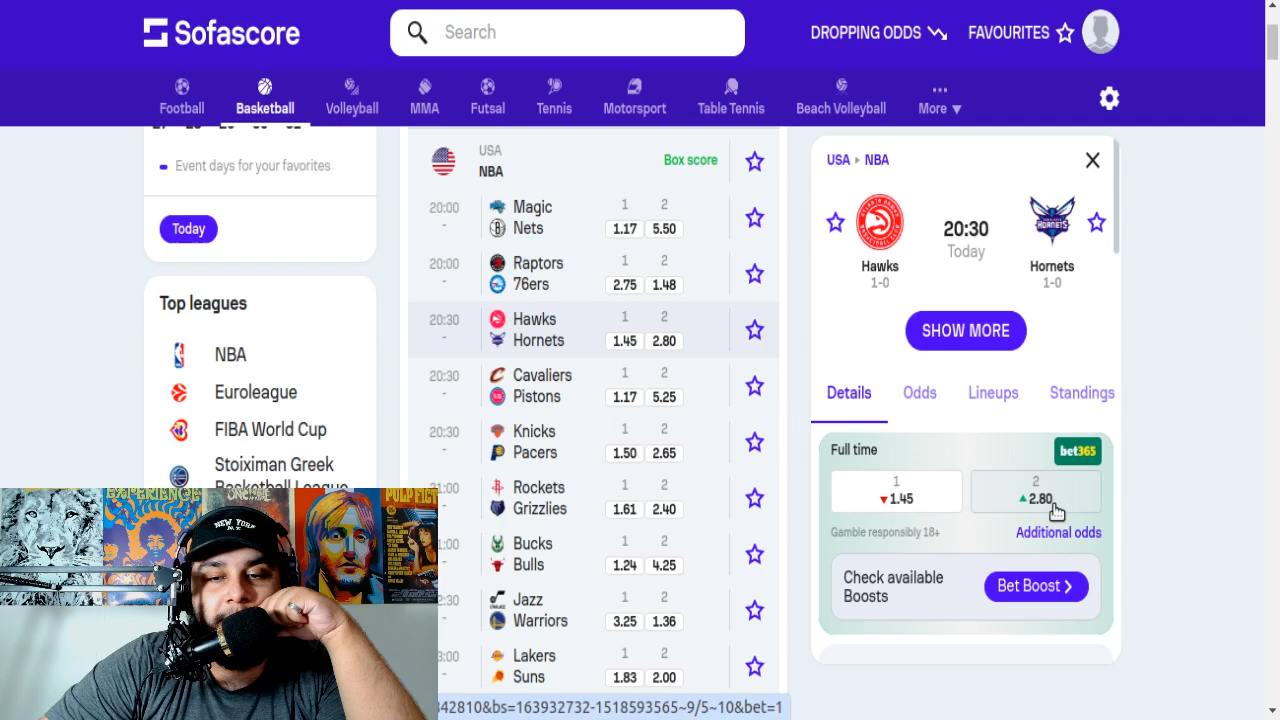 Sofascore
Search
DROPPING ODDS
FAVOURITES
Football
Basketball
Volleyball
MMA
Futsal
Tennis
Motorsport
Table Tennis
Beach Volleyball
More
Event days for your favorites
Today
Top leagues
NBA
Euroleague
FIBA World Cup
Stoiximan Greek
USA
NBA
Box score
20:00
-
Magic
Nets
1 2
1.17 5.50
20:00
-
Raptors
76ers
1 2
2.75 1.48
20:30
-
Hawks
Hornets
1 2
1.45 2.80
20:30
-
Cavaliers
Pistons
1 2
1.17 5.25
20:30
-
Knicks
Pacers
1 2
1.50 2.65
Rockets
Grizzlies
1 2
1.61 2.40
Bucks
Bulls
1 2
1.24 4.25
Jazz
Warriors
1 2
3.25 1.36
Lakers
Suns
1 2
1.83 2.00
USA NBA
Hawks
1-0
20:30
Today
Hornets
1-0
SHOW MORE
Details Odds Lineups Standings
Full time
bet365
1
1.45
2
2.80
Gamble responsibly 18+
Additional odds
Check available
Boosts
Bet Boost
842810&bs=163932732-1518593565~9/5~10&bet=1
EXPERIENCE
PULP FICT
NEW YORK